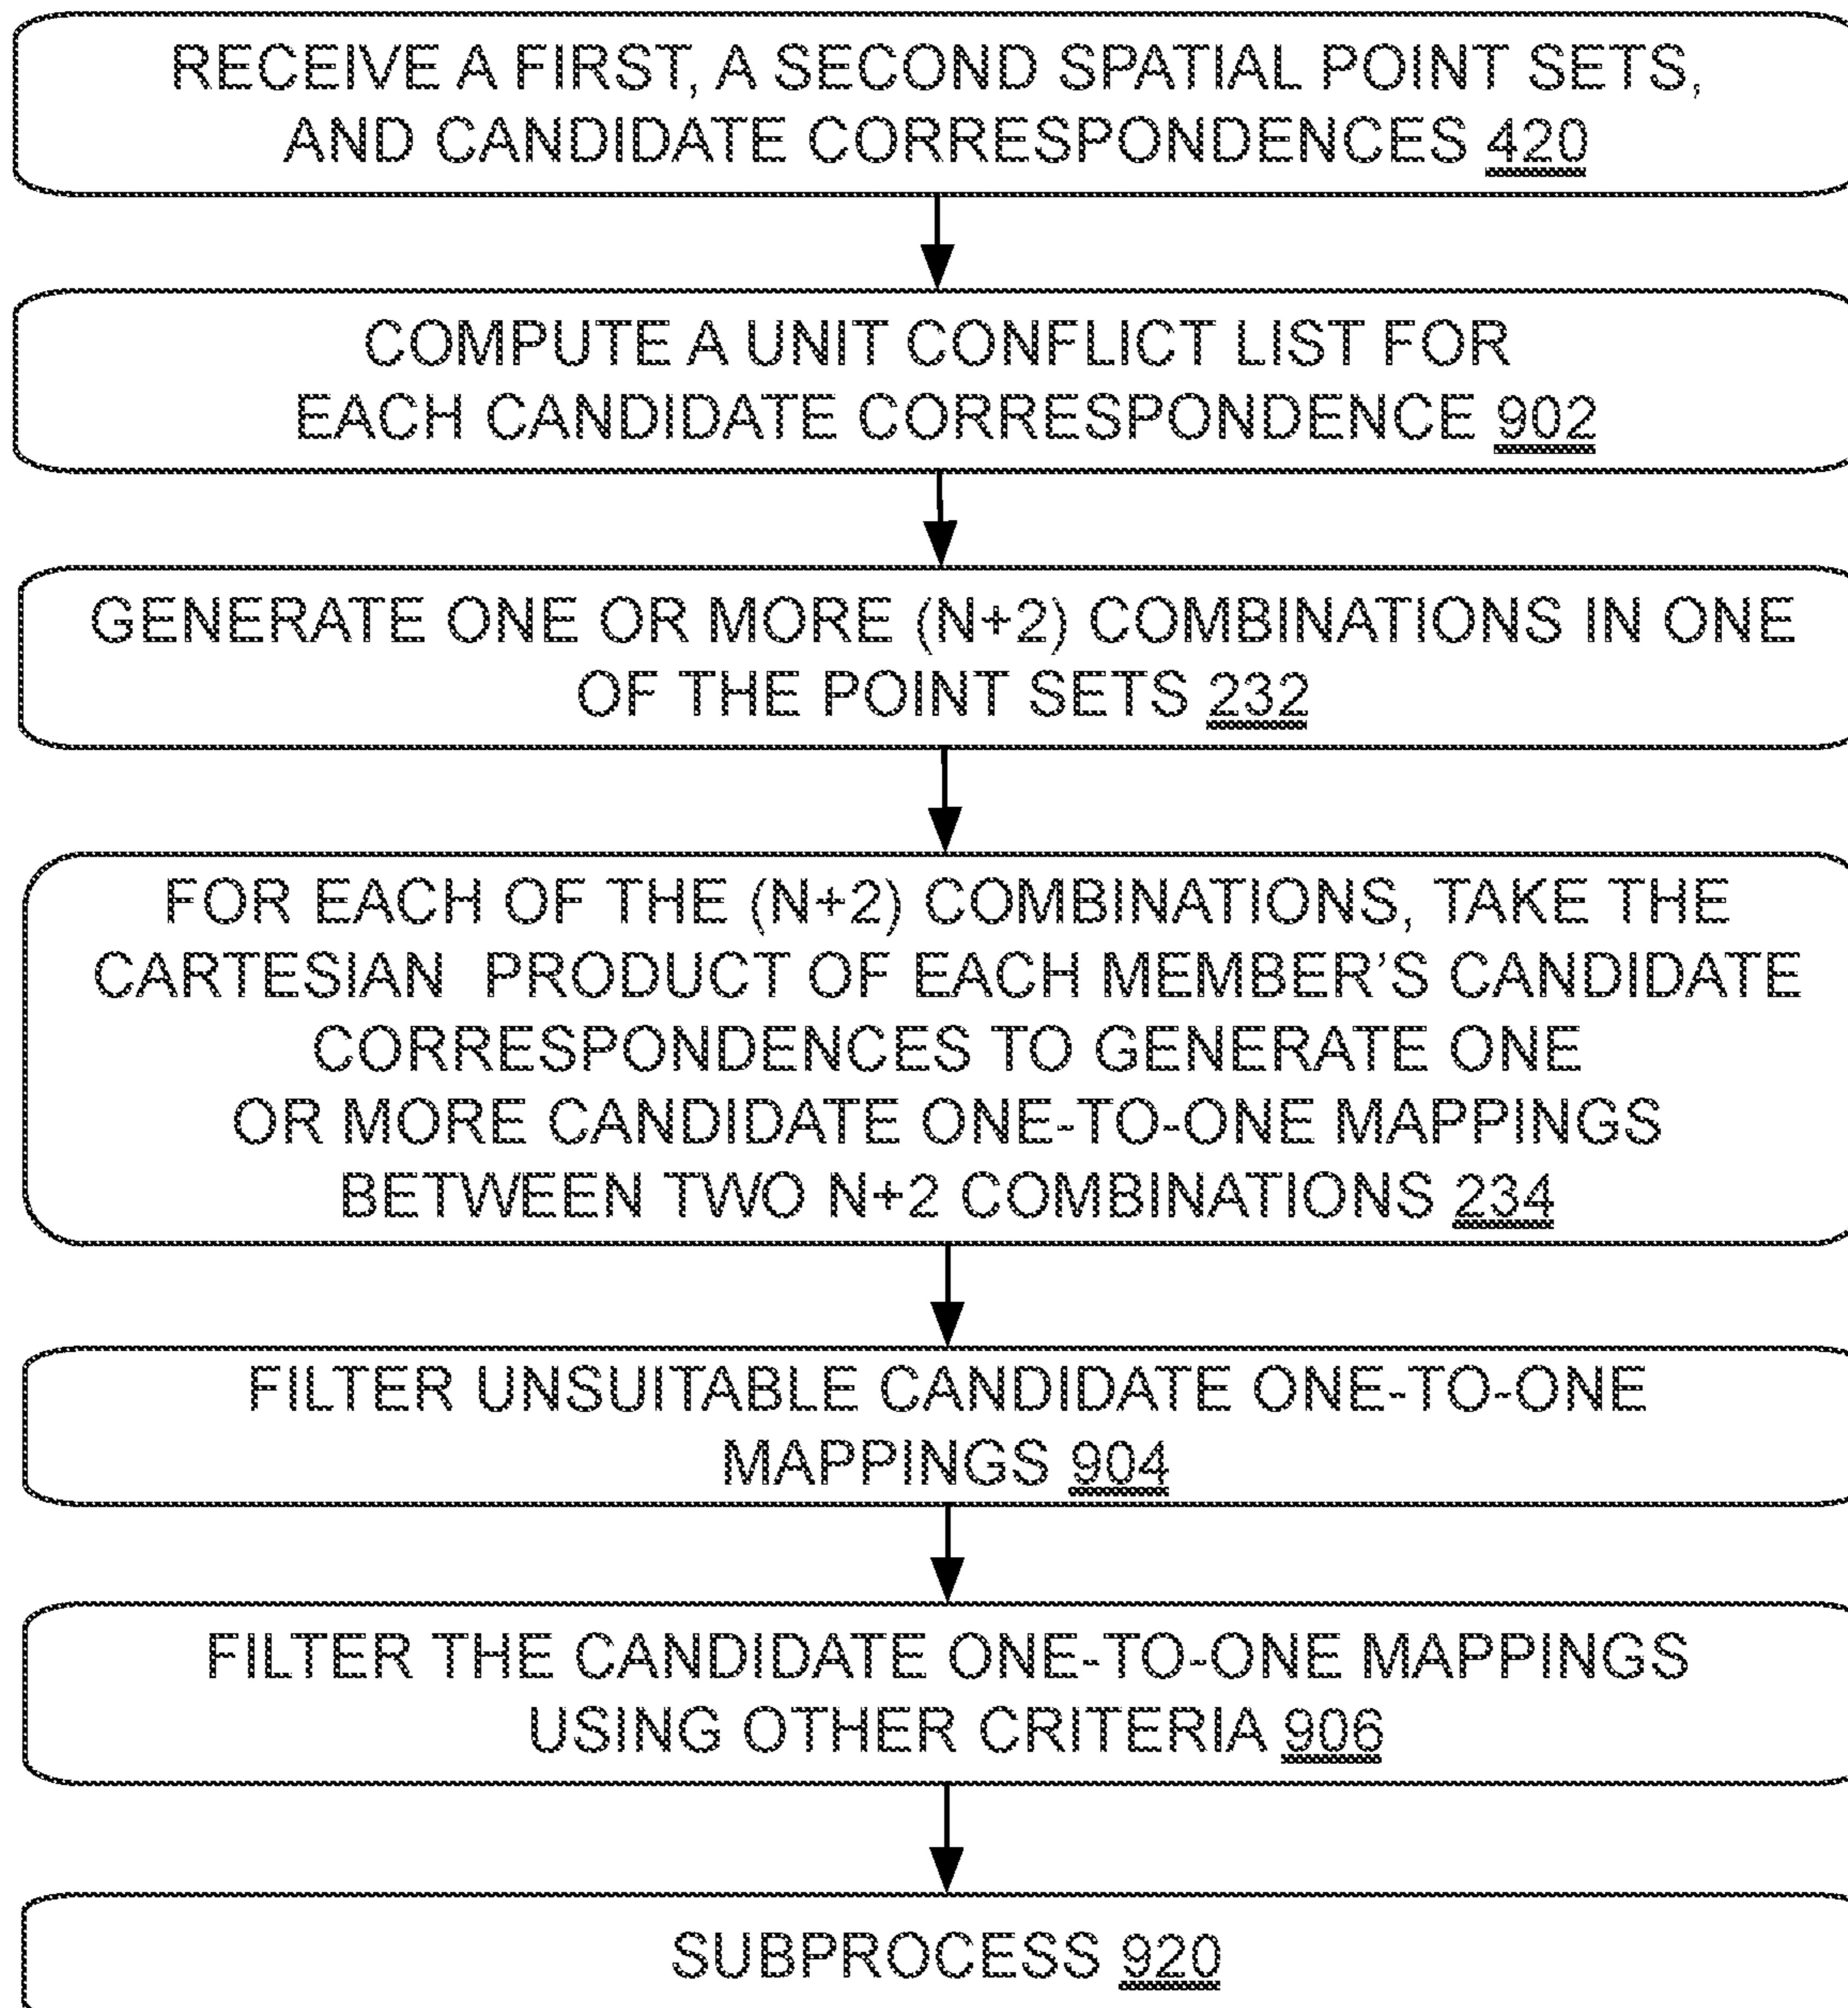 RECEIVE A FIRST, A SECOND SPATIAL POINT SETS,
AND CANDIDATE CORRESPONDENCES 420
COMPUTE A UNIT CONFLICT LIST FOR
EACH CANDIDATE CORRESPONDENCE 902
GENERATE ONE OR MORE (N+2) COMBINATIONS IN ONE
OF THE POINT SETS 232
FOR EACH OF THE (N+2) COMBINATIONS, TAKE THE
CARTESIAN PRODUCT OF EACH MEMBER'S CANDIDATE
CORRESPONDENCES TO GENERATE ONE
OR MORE CANDIDATE ONE-TO-ONE MAPPINGS
BETWEEN TWO N+2 COMBINATIONS 234
FILTER UNSUITABLE CANDIDATE ONE-TO-ONE
MAPPINGS 904
FILTER THE CANDIDATE ONE-TO-ONE MAPPINGS
USING OTHER CRITERIA 906
SUBPROCESS 920